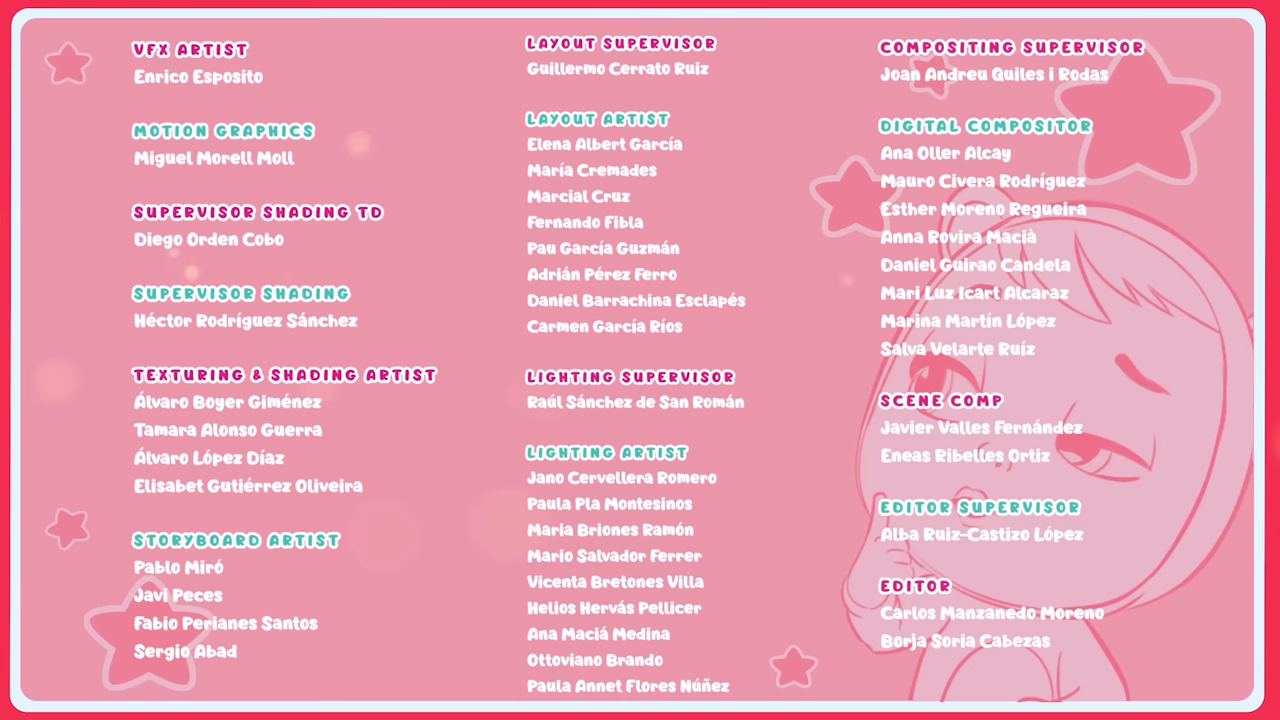 VFX ARTIST
Enrico Esposito
MOTION GRAPHICS
Miguel Morell Moll
SUPERVISOR SHADING TD
Diego Orden Cobo
SUPERVISOR SHADING
Héctor Rodríguez Sánchez
TEXTURING & SHADING ARTIST
Álvaro Boyer Giménez
Tamara Alonso Guerra
Álvaro López Díaz
Elisabet Gutiérrez Oliveira
STORYBOARD ARTIST
Pablo Miró
Javi Peces
Fabio Perianes Santos
Sergio Abad
LAYOUT SUPERVISOR
Guillermo Cerrato Ruiz
LAYOUT ARTIST
Elena Albert García
María Cremades
Marcial Cruz
Fernando Fibla
Pau García Guzmán
Adrián Pérez Ferro
Daniel Barrachina Esclapés
Carmen García Ríos
LIGHTING SUPERVISOR
Raúl Sánchez de San Román
LIGHTING ARTIST
Jano Cervellera Romero
Paula Pla Montesinos
Maria Briones Ramón
Mario Salvador Ferrer
Vicenta Bretones Villa
Helios Hervás Pellicer
Ana Maciá Medina
Ottoviano Brando
Paula Annet Flores Núñez
COMPOSITING SUPERVISOR
Joan Andreu Quiles i Rodas
DIGITAL COMPOSITOR
Ana Oller Alcay
Mauro Civera Rodríguez
Esther Moreno Regueira
Anna Rovira Macià
Daniel Guirao Candela
Mari Luz Icart Alcaraz
Marina Martín López
Salva Velarte Ruíz
SCENE COMP
Javier Valles Fernández
Eneas Ribelles Ortiz
EDITOR SUPERVISOR
Alba Ruiz-Castizo López
EDITOR
Carlos Manzanedo Moreno
Borja Soria Cabezas